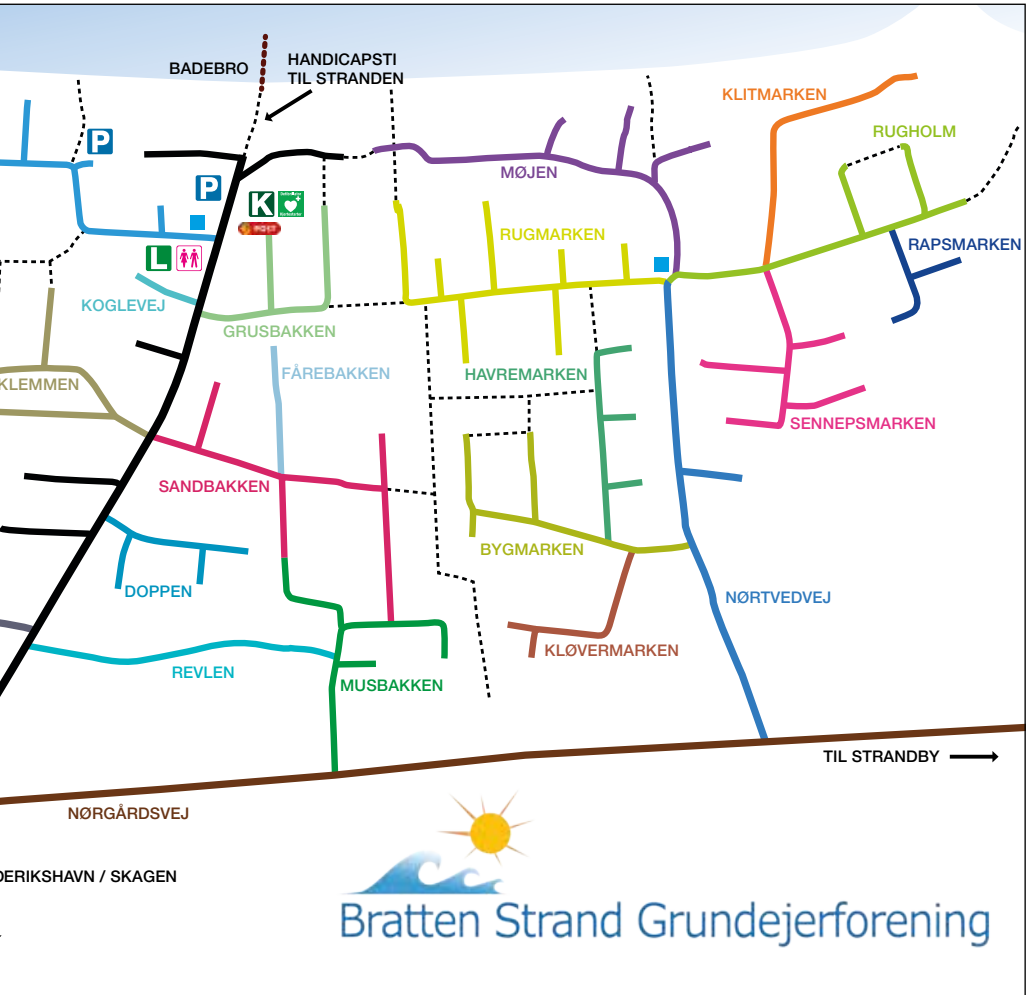 BADEBRO
HANDICAPSTI
TIL STRANDEN
KLITMARKEN
P
RUGHOLM
MØJEN
P
K
POST
RUGMARKEN
RAPSMARKEN
L
KOGLEVEJ
GRUSBAKKEN
FÅREBAKKEN
HAVREMARKEN
KLEMMEN
SENNEPSMARKEN
SANDBAKKEN
BYGMARKEN
DOPPEN
NØRTVEDVEJ
KLØVERMARKEN
REVLEN
MUSBAKKEN
TIL STRANDBY
NØRGÅRDSVEJ
DERIKSHAVN / SKAGEN
Bratten Strand Grundejerforening